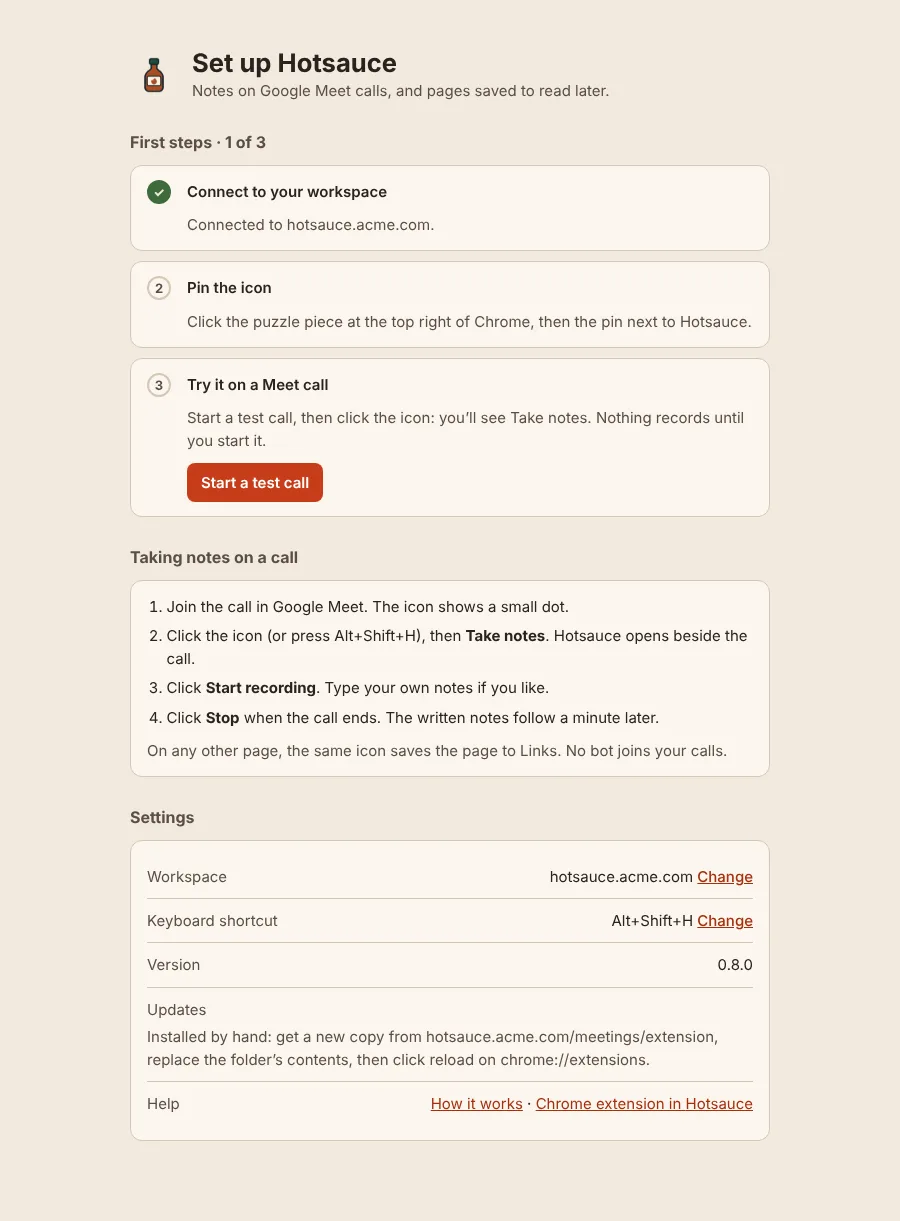 Set up Hotsauce
Notes on Google Meet calls, and pages saved to read later.
First steps · 1 of 3
Connect to your workspace
Connected to hotsauce.acme.com.
2
Pin the icon
Click the puzzle piece at the top right of Chrome, then the pin next to Hotsauce.
3
Try it on a Meet call
Start a test call, then click the icon: you’ll see Take notes. Nothing records until
you start it.
Start a test call
Taking notes on a call
1. Join the call in Google Meet. The icon shows a small dot.
2. Click the icon (or press Alt+Shift+H), then Take notes. Hotsauce opens beside the
call.
3. Click Start recording. Type your own notes if you like.
4. Click Stop when the call ends. The written notes follow a minute later.
On any other page, the same icon saves the page to Links. No bot joins your calls.
Settings
Workspace hotsauce.acme.com Change
Keyboard shortcut Alt+Shift+H Change
Version 0.8.0
Updates
Installed by hand: get a new copy from hotsauce.acme.com/meetings/extension,
replace the folder’s contents, then click reload on chrome://extensions.
Help How it works · Chrome extension in Hotsauce